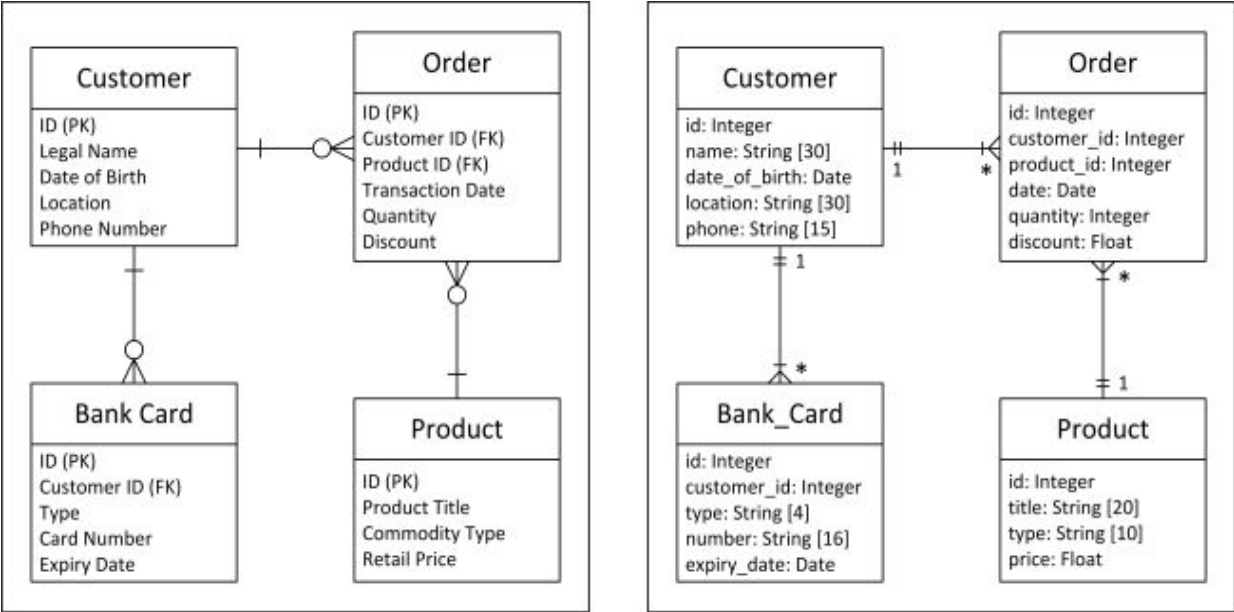 Customer
ID (PK)
Legal Name
Date of Birth
Location
Phone Number
Order
ID (PK)
Customer ID (FK)
Product ID (FK)
Transaction Date
Quantity
Discount
Bank Card
ID (PK)
Customer ID (FK)
Type
Card Number
Expiry Date
Product
ID (PK)
Product Title
Commodity Type
Retail Price
Customer
id: Integer
name: String [30]
date_of_birth: Date
location: String [30]
phone: String [15]
1
*
Order
id: Integer
customer_id: Integer
product_id: Integer
date: Date
quantity: Integer
discount: Float
1
*
*
1
Bank_Card
id: Integer
customer_id: Integer
type: String [4]
number: String [16]
expiry_date: Date
Product
id: Integer
title: String [20]
type: String [10]
price: Float